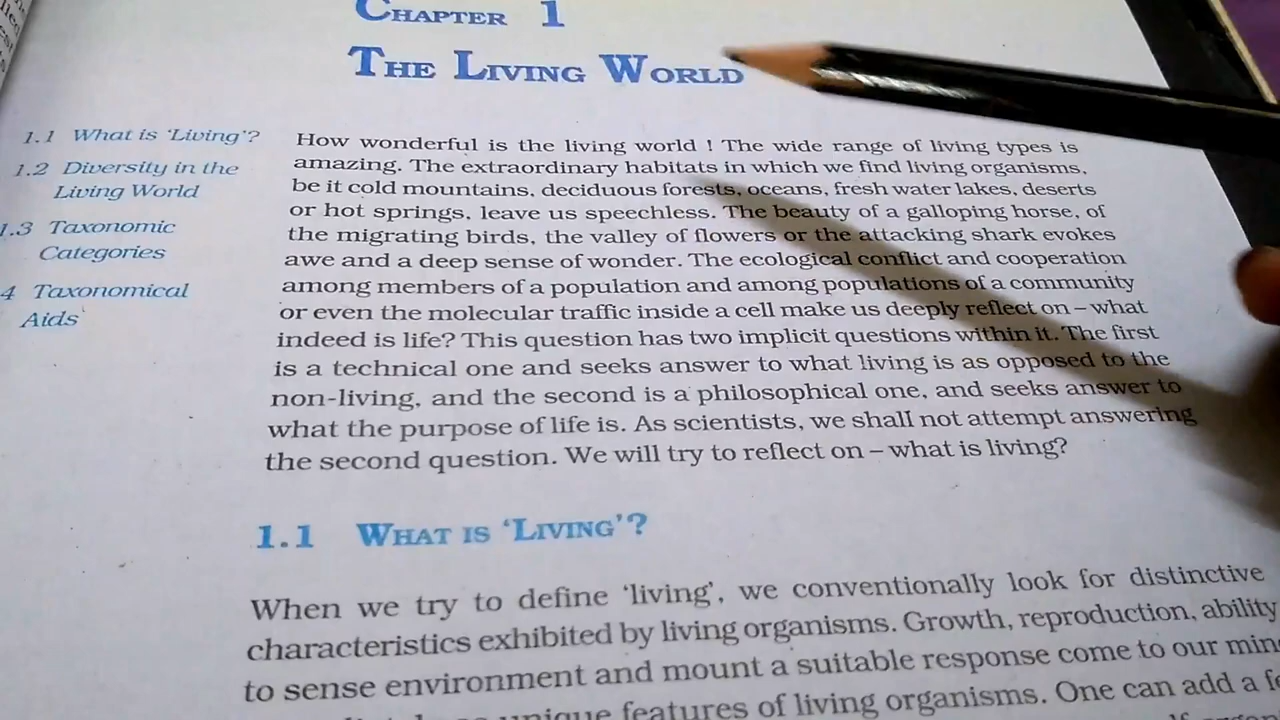 CHAPTER 1
THE LIVING WORLD
1.1 What is ‘Living’?
1.2 Diversity in the
Living World
1.3 Taxonomic
Categories
4 Taxonomical
Aids
How wonderful is the living world ! The wide range of living types is
amazing. The extraordinary habitats in which we find living organisms,
be it cold mountains, deciduous forests, oceans, fresh water lakes, deserts
or hot springs, leave us speechless. The beauty of a galloping horse, of
the migrating birds, the valley of flowers or the attacking shark evokes
awe and a deep sense of wonder. The ecological conflict and cooperation
among members of a population and among populations of a community
or even the molecular traffic inside a cell make us deeply reflect on – what
indeed is life? This question has two implicit questions within it. The first
is a technical one and seeks answer to what living is as opposed to the
non-living, and the second is a philosophical one, and seeks answer to
what the purpose of life is. As scientists, we shall not attempt answering
the second question. We will try to reflect on – what is living?
1.1 WHAT IS ‘LIVING’?
When we try to define ‘living’, we conventionally look for distinctive
characteristics exhibited by living organisms. Growth, reproduction, ability
to sense environment and mount a suitable response come to our min
unique features of living organisms. One can add a fe